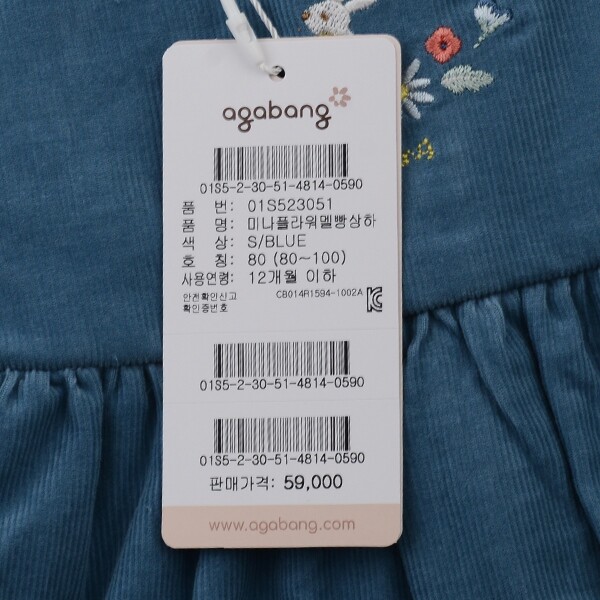 agabang
01S5-2-30-51-4814-0590
품 번: 01S523051
품 명: 미나플라워멜빵상하
색 상: S/BLUE
호 칭: 80 (80~100)
사용연령: 12개월 이하
안전확인신고
확인증번호
CB014R1594-1002A
01S5-2-30-51-4814-0590
01S5-2-30-51-4814-0590
판매가격: 59,000
www.agabang.com